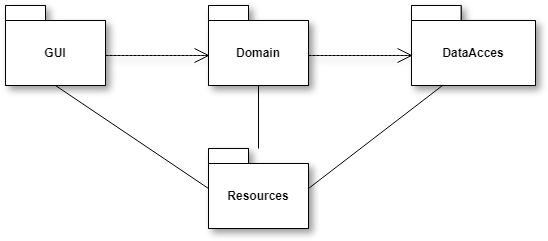 GUI
Domain
DataAcces
Resources